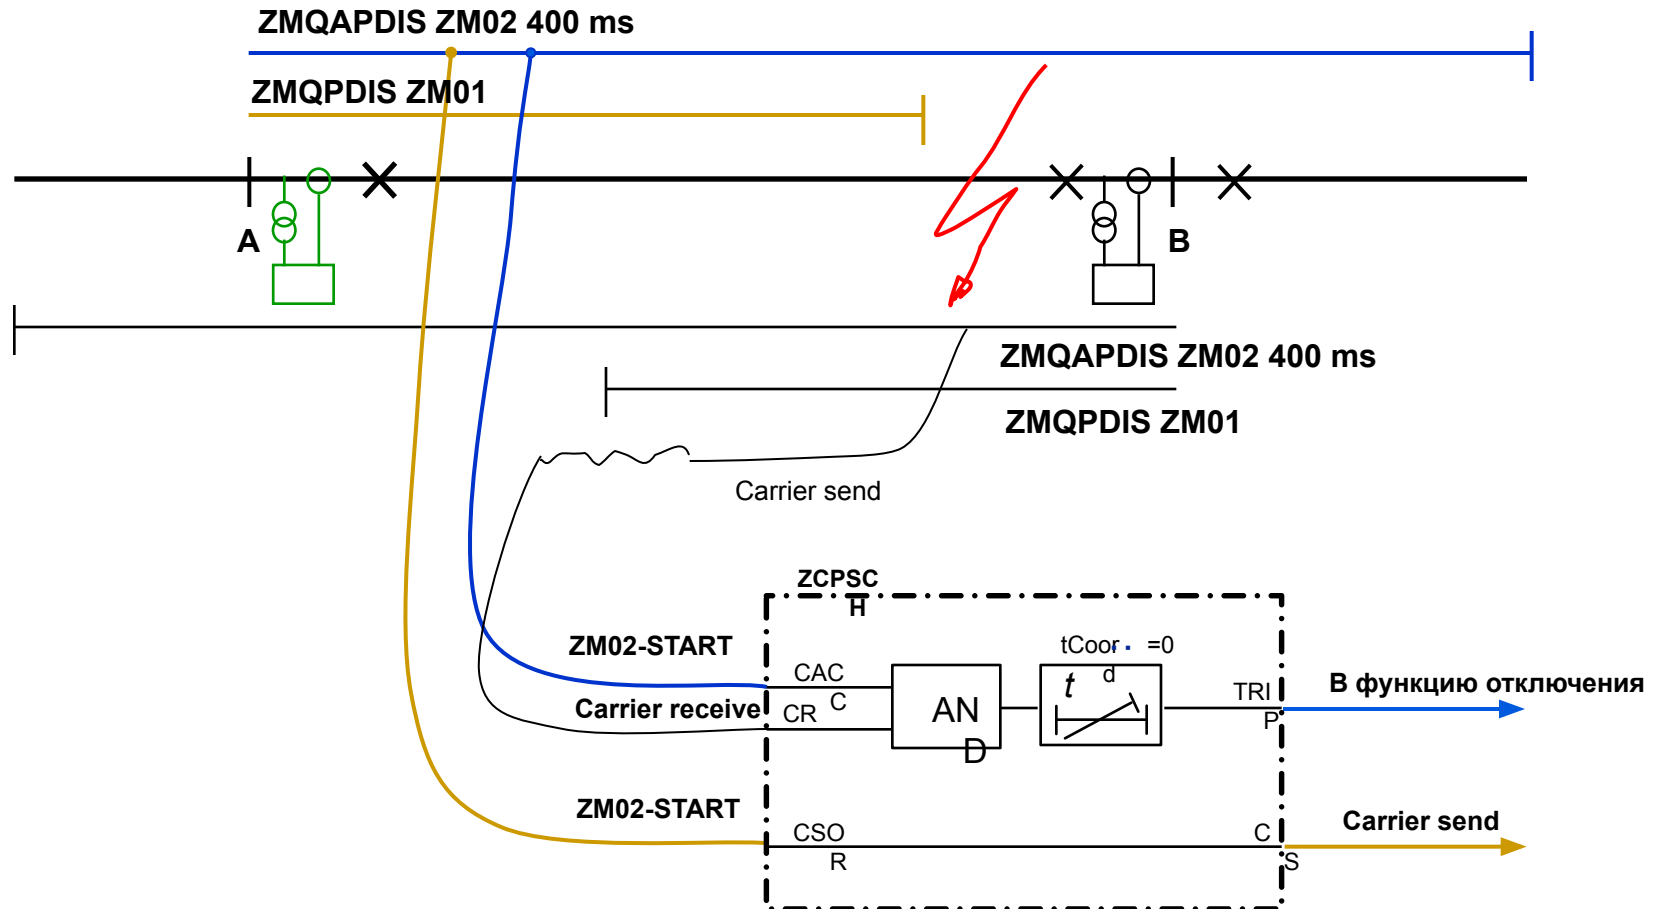 ZMQAPDIS ZM02 400 ms
ZMQPDIS ZM01
A
B
ZMQAPDIS ZM02 400 ms
ZMQPDIS ZM01
Carrier send
ZCPSC
H
ZM02-START
tCoor =0
d
t
CAC
C
AN
D
TRI
P
В функцию отключения
Carrier receive
CR
ZM02-START
CSO
R
C
S
Carrier send